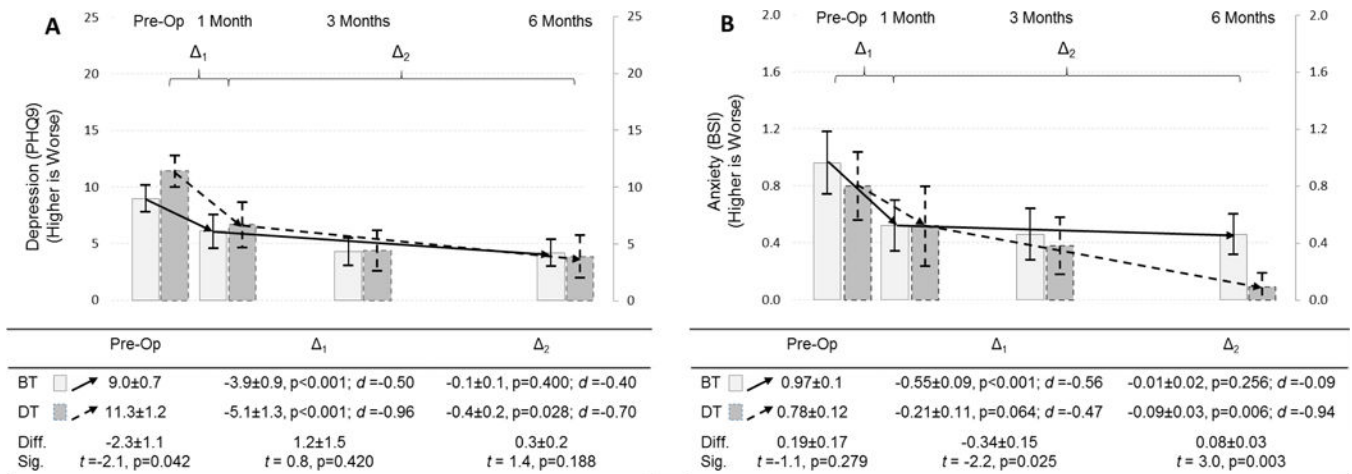 A
Pre-Op 1 Month 3 Months 6 Months
Δ1 Δ2
Depression (PHQ9)
(Higher is Worse)
25
20
15
10
5
0
25
20
15
10
5
0
Pre-Op Δ1 Δ2
BT 9.0±0.7 -3.9±0.9, p<0.001; d =-0.50 -0.1±0.1, p=0.400; d =-0.40
DT 11.3±1.2 -5.1±1.3, p<0.001; d =-0.96 -0.4±0.2, p=0.028; d =-0.70
Diff. -2.3±1.1 1.2±1.5 0.3±0.2
Sig. t =-2.1, p=0.042 t = 0.8, p=0.420 t = 1.4, p=0.188
B
Pre-Op 1 Month 3 Months 6 Months
Δ1 Δ2
Anxiety (BSI)
(Higher is Worse)
2.0
1.6
1.2
0.8
0.4
0.0
2.0
1.6
1.2
0.8
0.4
0.0
Pre-Op Δ1 Δ2
BT 0.97±0.1 -0.55±0.09, p<0.001; d =-0.56 -0.01±0.02, p=0.256; d =-0.09
DT 0.78±0.12 -0.21±0.11, p=0.064; d =-0.47 -0.09±0.03, p=0.006; d =-0.94
Diff. 0.19±0.17 -0.34±0.15 0.08±0.03
Sig. t =-1.1, p=0.279 t = -2.2, p=0.025 t = 3.0, p=0.003